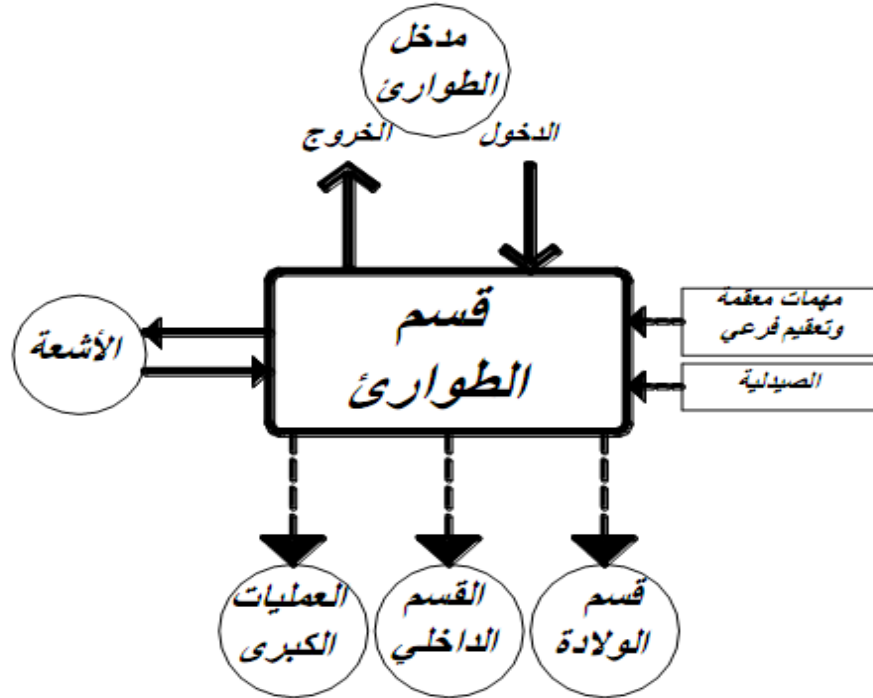 مدخل
الطوارئ
الدخول
الخروج
قسم
الطوارئ
مهمات معقمة
وتعقيم فرعي
الصيدلية
الأشعة
قسم
الولادة
القسم
الداخلي
العمليات
الكبرى